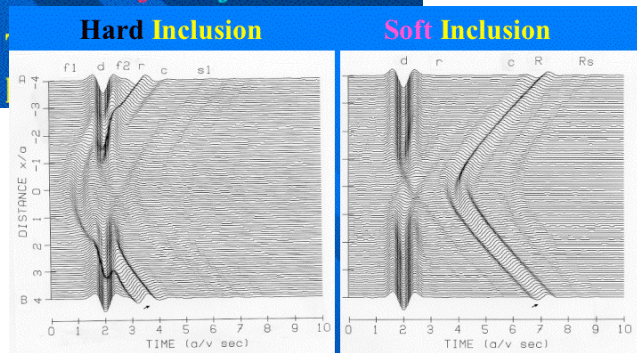 Hard Inclusion
Soft Inclusion
f1 d f2 r c s1
d r c R Rs
A
-4
-3
-2
-1
0
1
2
3
B 4
DISTANCE x/a
0 1 2 3 4 5 6 7 8 9 10
TIME (a/v sec)
0 1 2 3 4 5 6 7 8 9 10
TIME (a/v sec)